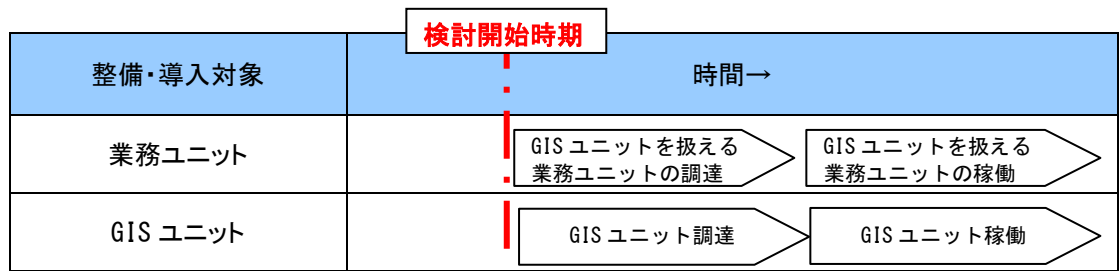 検討開始時期
整備・導入対象
時間→
業務ユニット
GIS ユニットを扱える
業務ユニットの調達
GIS ユニットを扱える
業務ユニットの稼働
GIS ユニット
GIS ユニット調達
GIS ユニット稼働